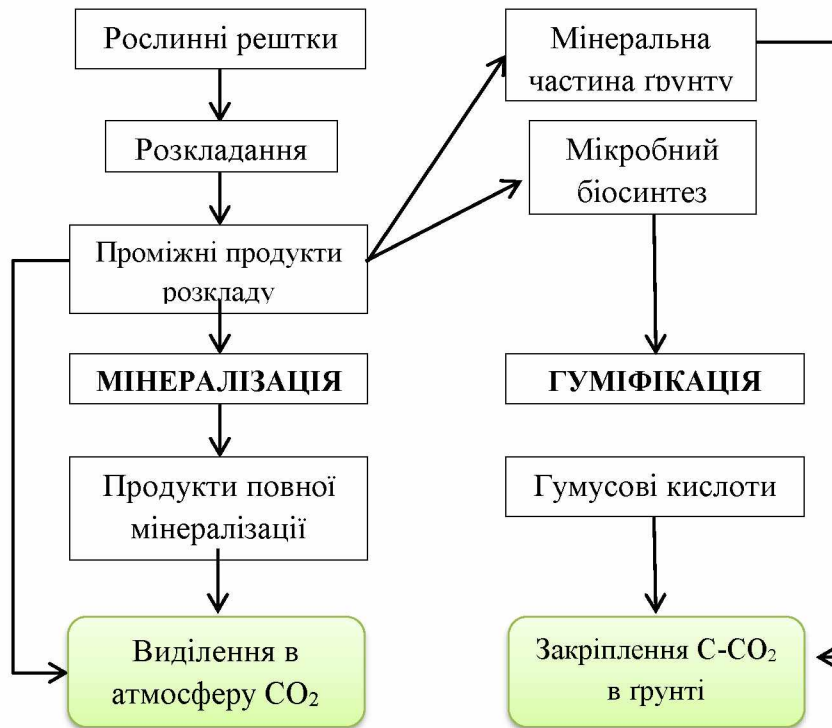 Рослинні рештки
Розкладання
Проміжні продукти
розкладу
МІНЕРАЛІЗАЦІЯ
Продукти повної
мінералізації
Виділення в
атмосферу CO₂
Мінеральна
частина ґрунту
Мікробний
біосинтез
ГУМІФІКАЦІЯ
Гумусові кислоти
Закріплення C-CO₂
в ґрунті